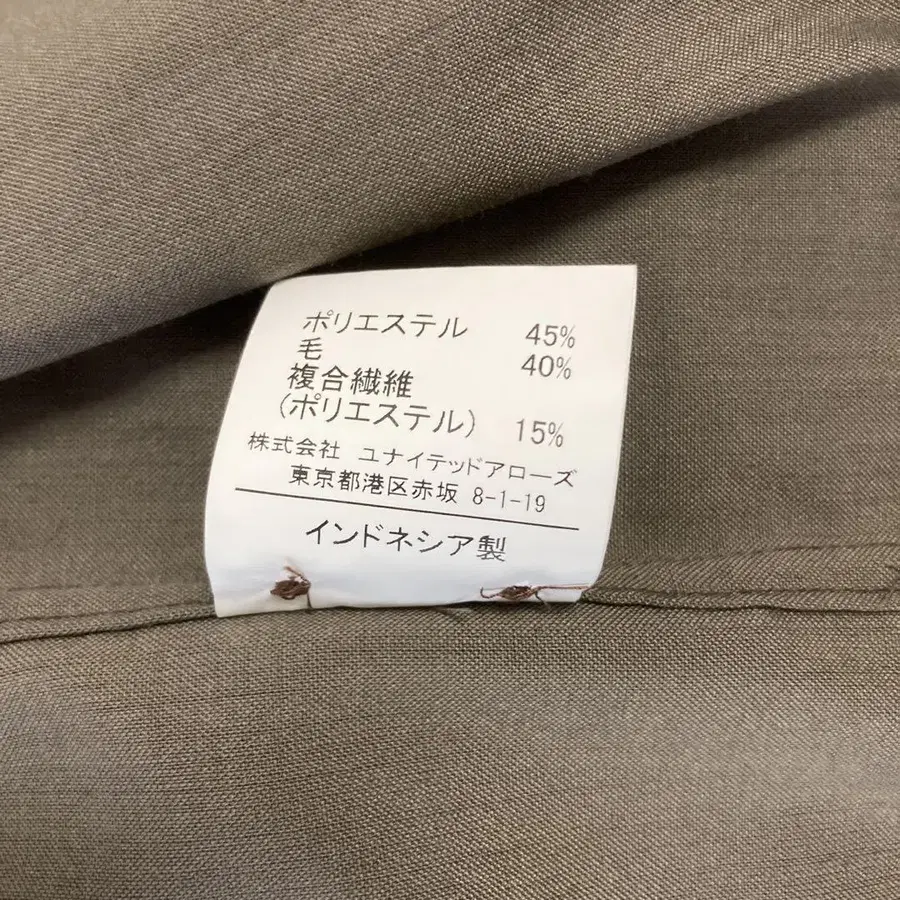 ポリエステル 45%
毛 40%
複合繊維
(ポリエステル) 15%
株式会社 ユナイテッドアローズ
東京都港区赤坂 8-1-19
インドネシア製